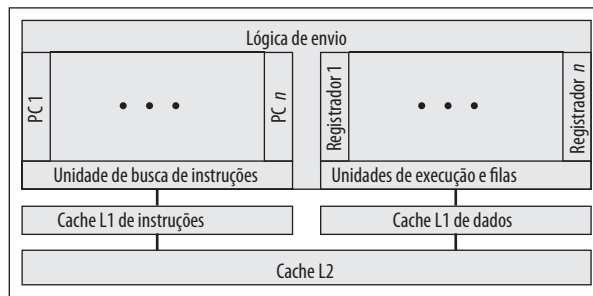 Lógica de envio
PC 1
• • •
PC n
Registrador 1
• • •
Registrador n
Unidade de busca de instruções
Unidades de execução e filas
Cache L1 de instruções
Cache L1 de dados
Cache L2